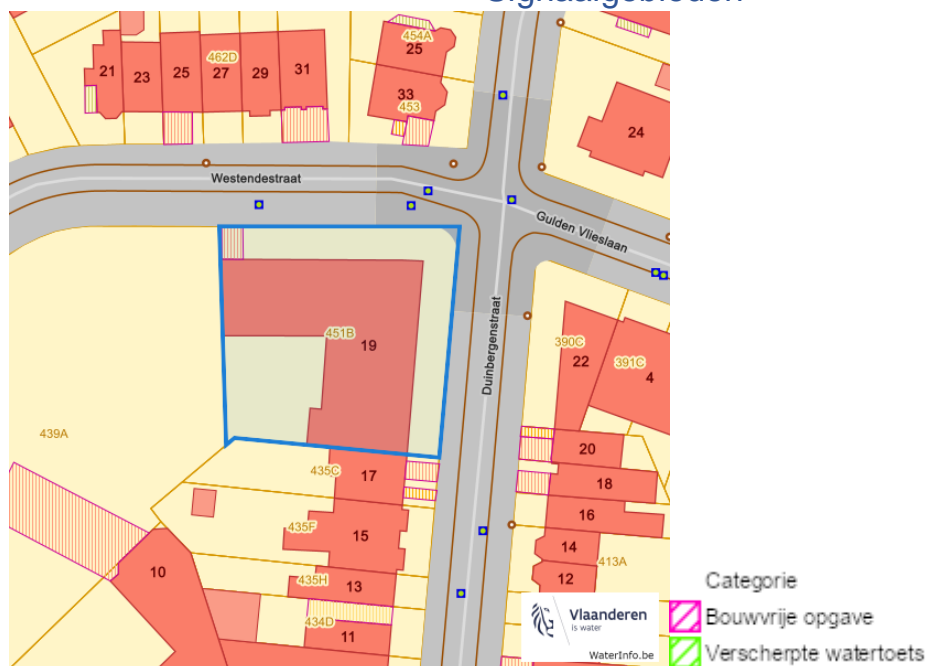 Signaalgebieden
454A
25
21
23
25
462D
27
29
31
33
453
24
Westendestraat
Gulden Vlieslaan
Duinbergenstraat
451B
19
390C
22
391C
4
439A
435C
17
20
18
16
435F
15
14
413A
12
10
435H
13
434D
11
Vlaanderen
is water
WaterInfo.be
Categorie
Bouwvrije opgave
Verscherpte watertoets